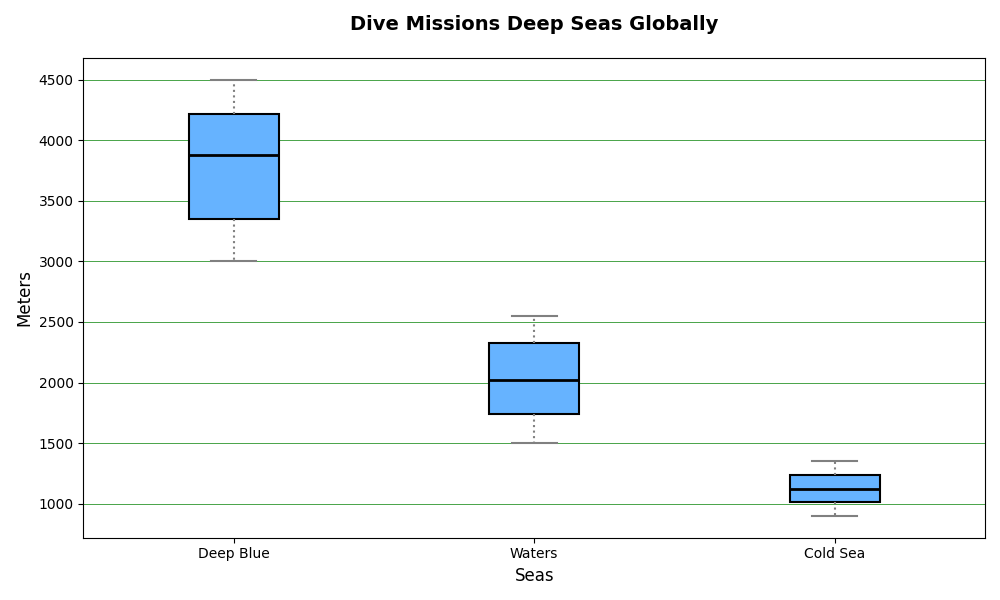 Dive Missions Deep Seas Globally
Meters
4500
4000
3500
3000
2500
2000
1500
1000
Deep Blue
Waters
Cold Sea
Seas